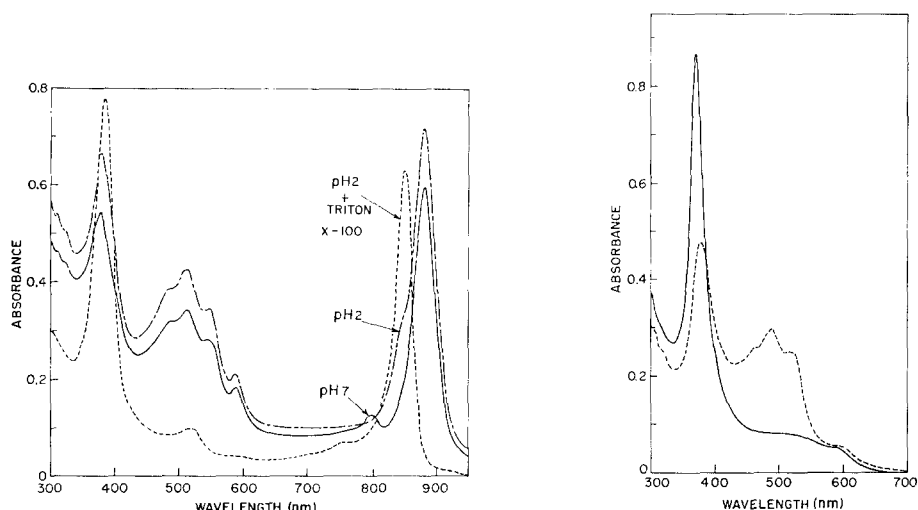 0.8
0.6
0.4
0.2
0
ABSORBANCE
pH2
+
TRITON
X-100
pH2
pH7
300 400 500 600 700 800 900
WAVELENGTH (nm)
0.8
0.6
0.4
0.2
0
ABSORBANCE
300 400 500 600 700
WAVELENGTH (nm)